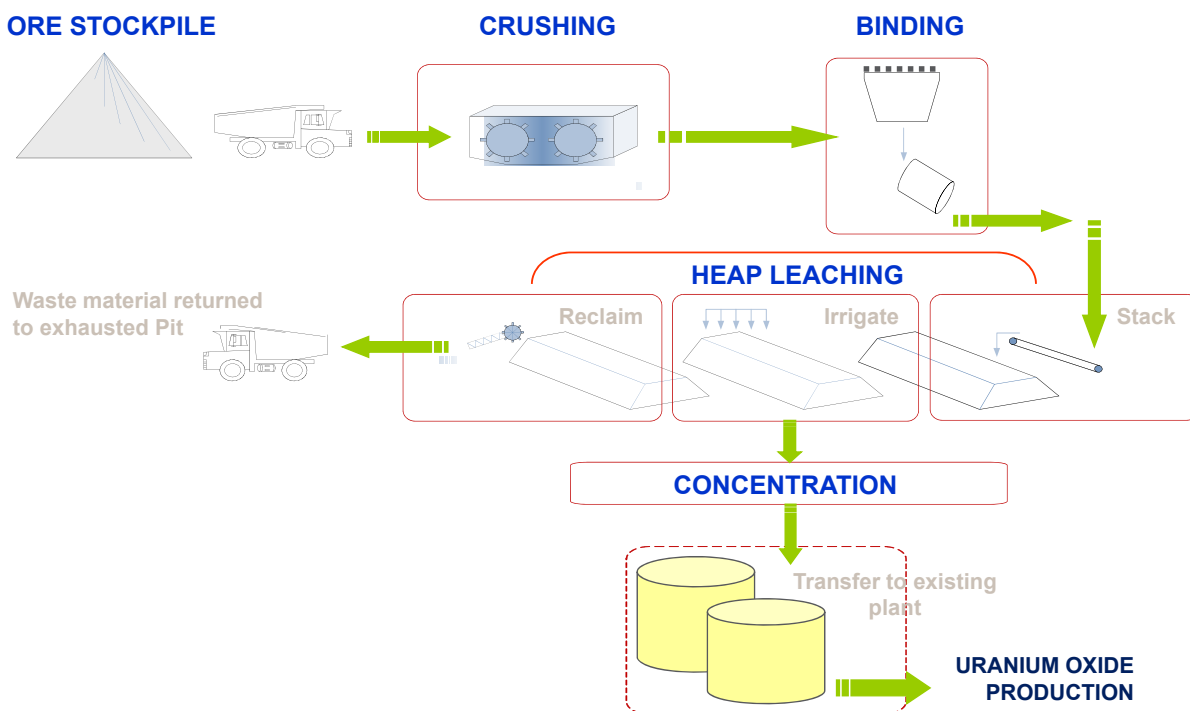 ORE STOCKPILE
CRUSHING
BINDING
HEAP LEACHING
Waste material returned
to exhausted Pit
Reclaim
Irrigate
Stack
CONCENTRATION
Transfer to existing
plant
URANIUM OXIDE
PRODUCTION